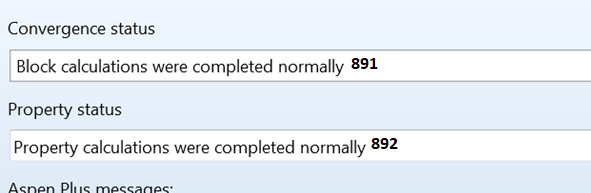 Convergence status
Block calculations were completed normally 891
Property status
Property calculations were completed normally 892
Aspen Plus messages: